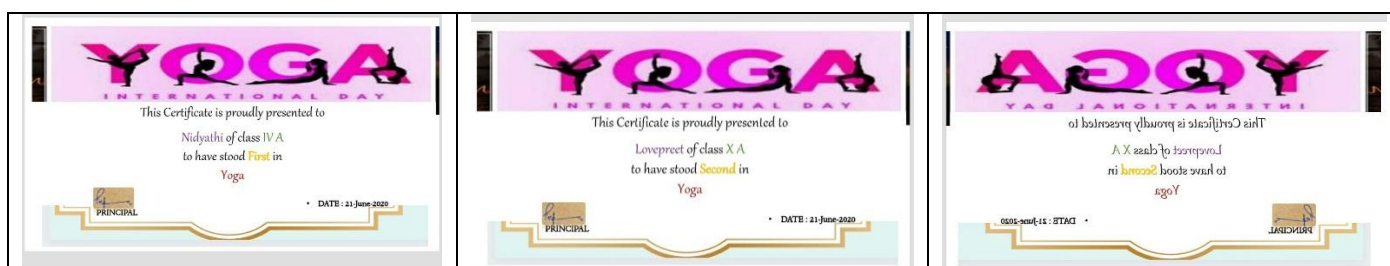 YOGA
INTERNATIONAL DAY
This Certificate is proudly presented to
Nidyathi of class IV A
to have stood First in
Yoga
PRINCIPAL
• DATE : 21-June-2020
YOGA
INTERNATIONAL DAY
This Certificate is proudly presented to
Lovepreet of class X A
to have stood Second in
Yoga
PRINCIPAL
• DATE : 21-June-2020
YOGA
INTERNATIONAL DAY
This Certificate is proudly presented to
Lovepreet of class X A
to have stood Second in
Yoga
PRINCIPAL
• DATE : 21-June-2020